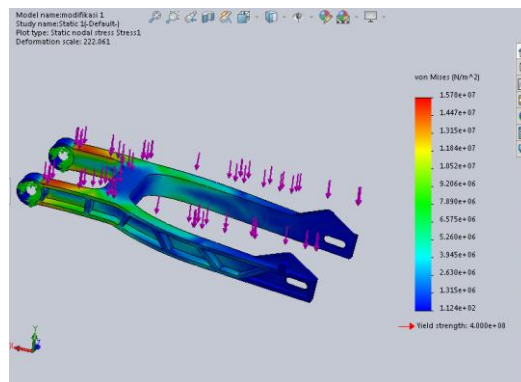 Model name:modifikasi 1
Study name:Static 1(-Default-)
Plot type: Static nodal stress Stress1
Deformation scale: 222.061
von Mises (N/m^2)
1.578e+07
1.447e+07
1.315e+07
1.184e+07
1.052e+07
9.206e+06
7.890e+06
6.575e+06
5.260e+06
3.945e+06
2.630e+06
1.315e+06
1.124e+02
Yield strength: 4.000e+08
Y
X